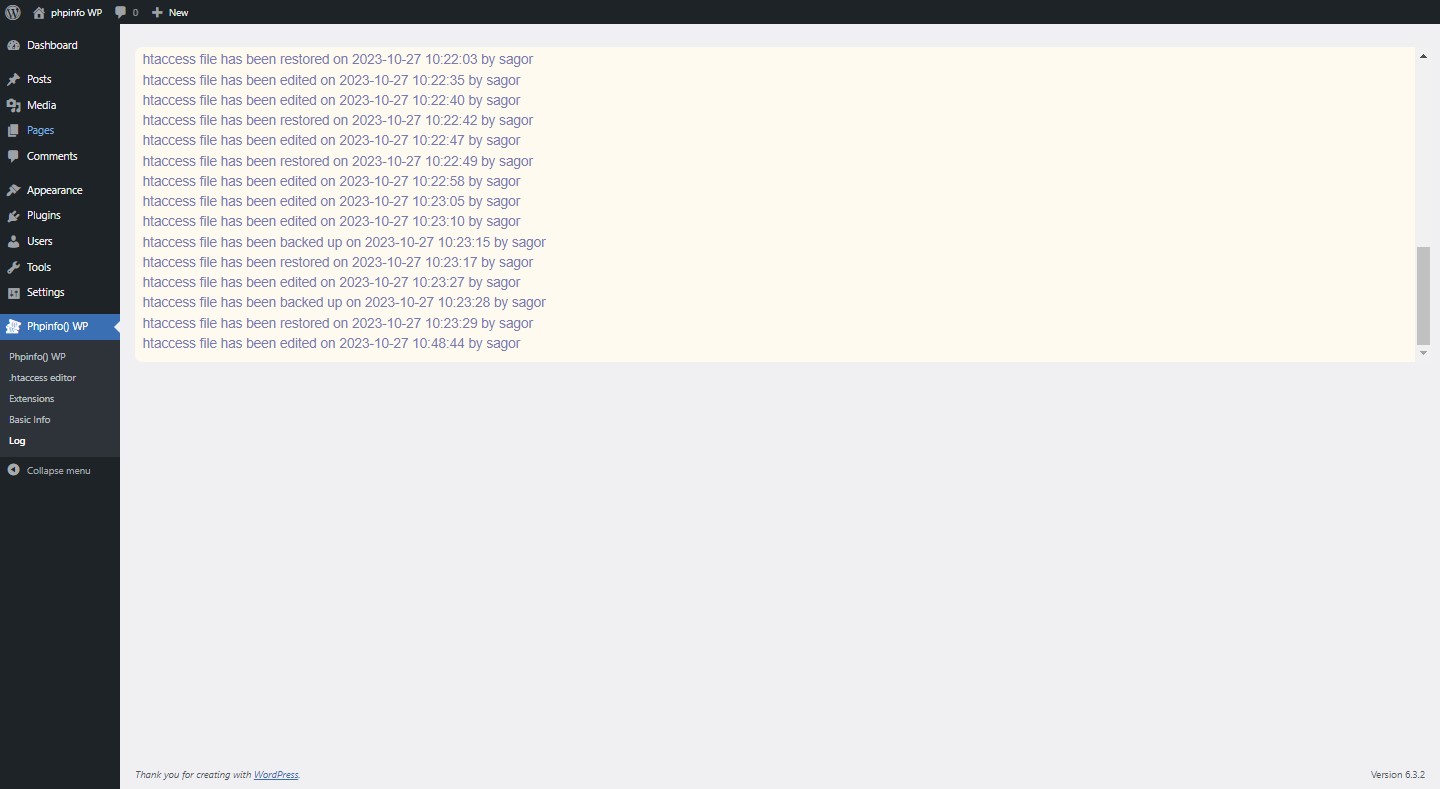 phpinfo WP 0 New
Dashboard
Posts
Media
Pages
Comments
Appearance
Plugins
Users
Tools
Settings
Phpinfo() WP
Phpinfo() WP
.htaccess editor
Extensions
Basic Info
Log
Collapse menu
htaccess file has been restored on 2023-10-27 10:22:03 by sagor
htaccess file has been edited on 2023-10-27 10:22:35 by sagor
htaccess file has been edited on 2023-10-27 10:22:40 by sagor
htaccess file has been restored on 2023-10-27 10:22:42 by sagor
htaccess file has been edited on 2023-10-27 10:22:47 by sagor
htaccess file has been restored on 2023-10-27 10:22:49 by sagor
htaccess file has been edited on 2023-10-27 10:22:58 by sagor
htaccess file has been edited on 2023-10-27 10:23:05 by sagor
htaccess file has been edited on 2023-10-27 10:23:10 by sagor
htaccess file has been backed up on 2023-10-27 10:23:15 by sagor
htaccess file has been restored on 2023-10-27 10:23:17 by sagor
htaccess file has been edited on 2023-10-27 10:23:27 by sagor
htaccess file has been backed up on 2023-10-27 10:23:28 by sagor
htaccess file has been restored on 2023-10-27 10:23:29 by sagor
htaccess file has been edited on 2023-10-27 10:48:44 by sagor
Thank you for creating with WordPress.
Version 6.3.2